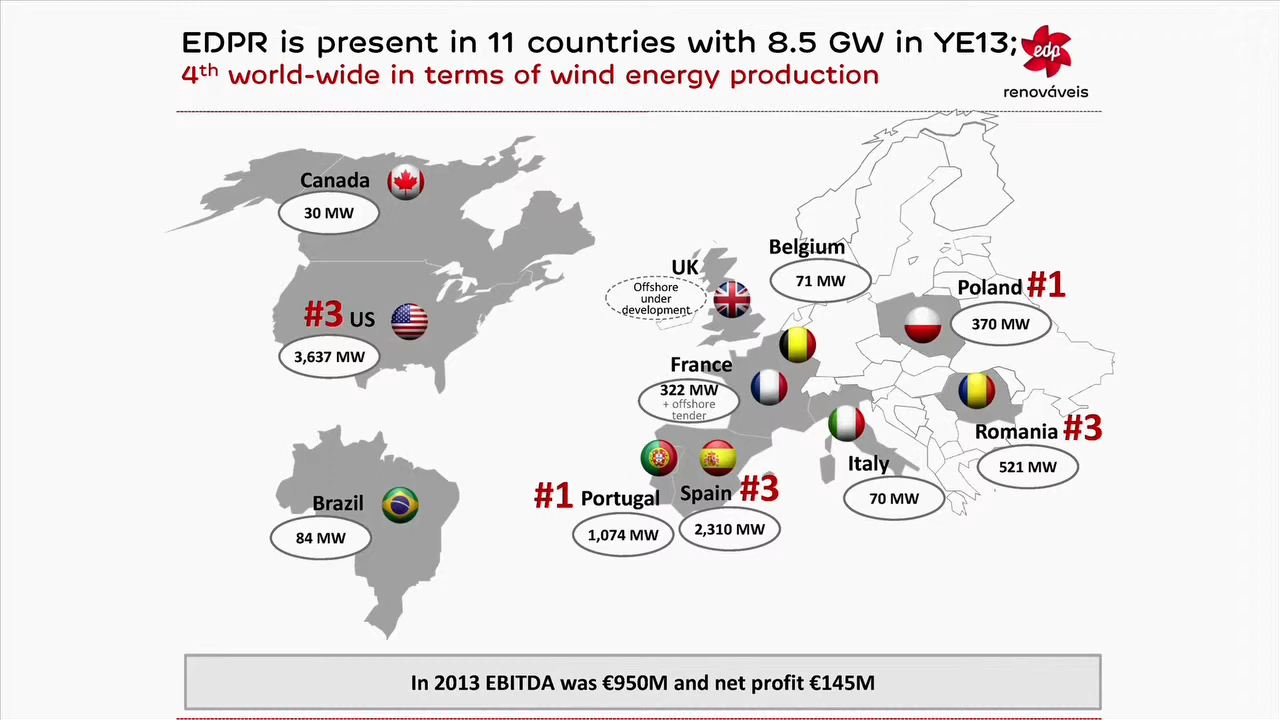 EDPR is present in 11 countries with 8.5 GW in YE13;
4th world-wide in terms of wind energy production
edp
renováveis
Canada
30 MW
#3 US
3,637 MW
Brazil
84 MW
UK
Offshore
under
development
Belgium
71 MW
Poland #1
370 MW
France
322 MW
+ offshore
tender
Romania #3
521 MW
Italy
70 MW
#1 Portugal
1,074 MW
Spain #3
2,310 MW
In 2013 EBITDA was €950M and net profit €145M